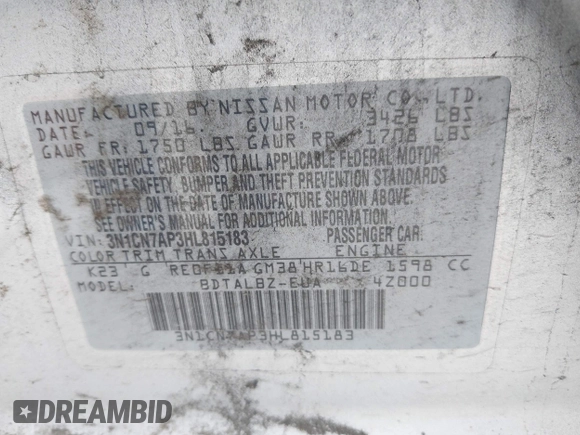 MANUFACTURED BY NISSAN MOTOR CO., LTD.
DATE: 09/16 GVWR: 3426 LBS
GAWR FR: 1750 LBS GAWR RR: 1708 LBS
THIS VEHICLE CONFORMS TO ALL APPLICABLE FEDERAL MOTOR
VEHICLE SAFETY, BUMPER AND THEFT PREVENTION STANDARDS
IN EFFECT ON THE DATE OF MANUFACTURE SHOWN ABOVE.
SEE OWNER'S MANUAL FOR ADDITIONAL INFORMATION.
VIN: 3N1CN7AP3HL815183 PASSENGER CAR
COLOR TRIM TRANS AXLE ENGINE
K23 G RE0F11A GM38 HR16DE 1598 CC
MODEL: BDTALBZ-EUA 4Z000
3N1CN7AP3HL815183
DREAMBID